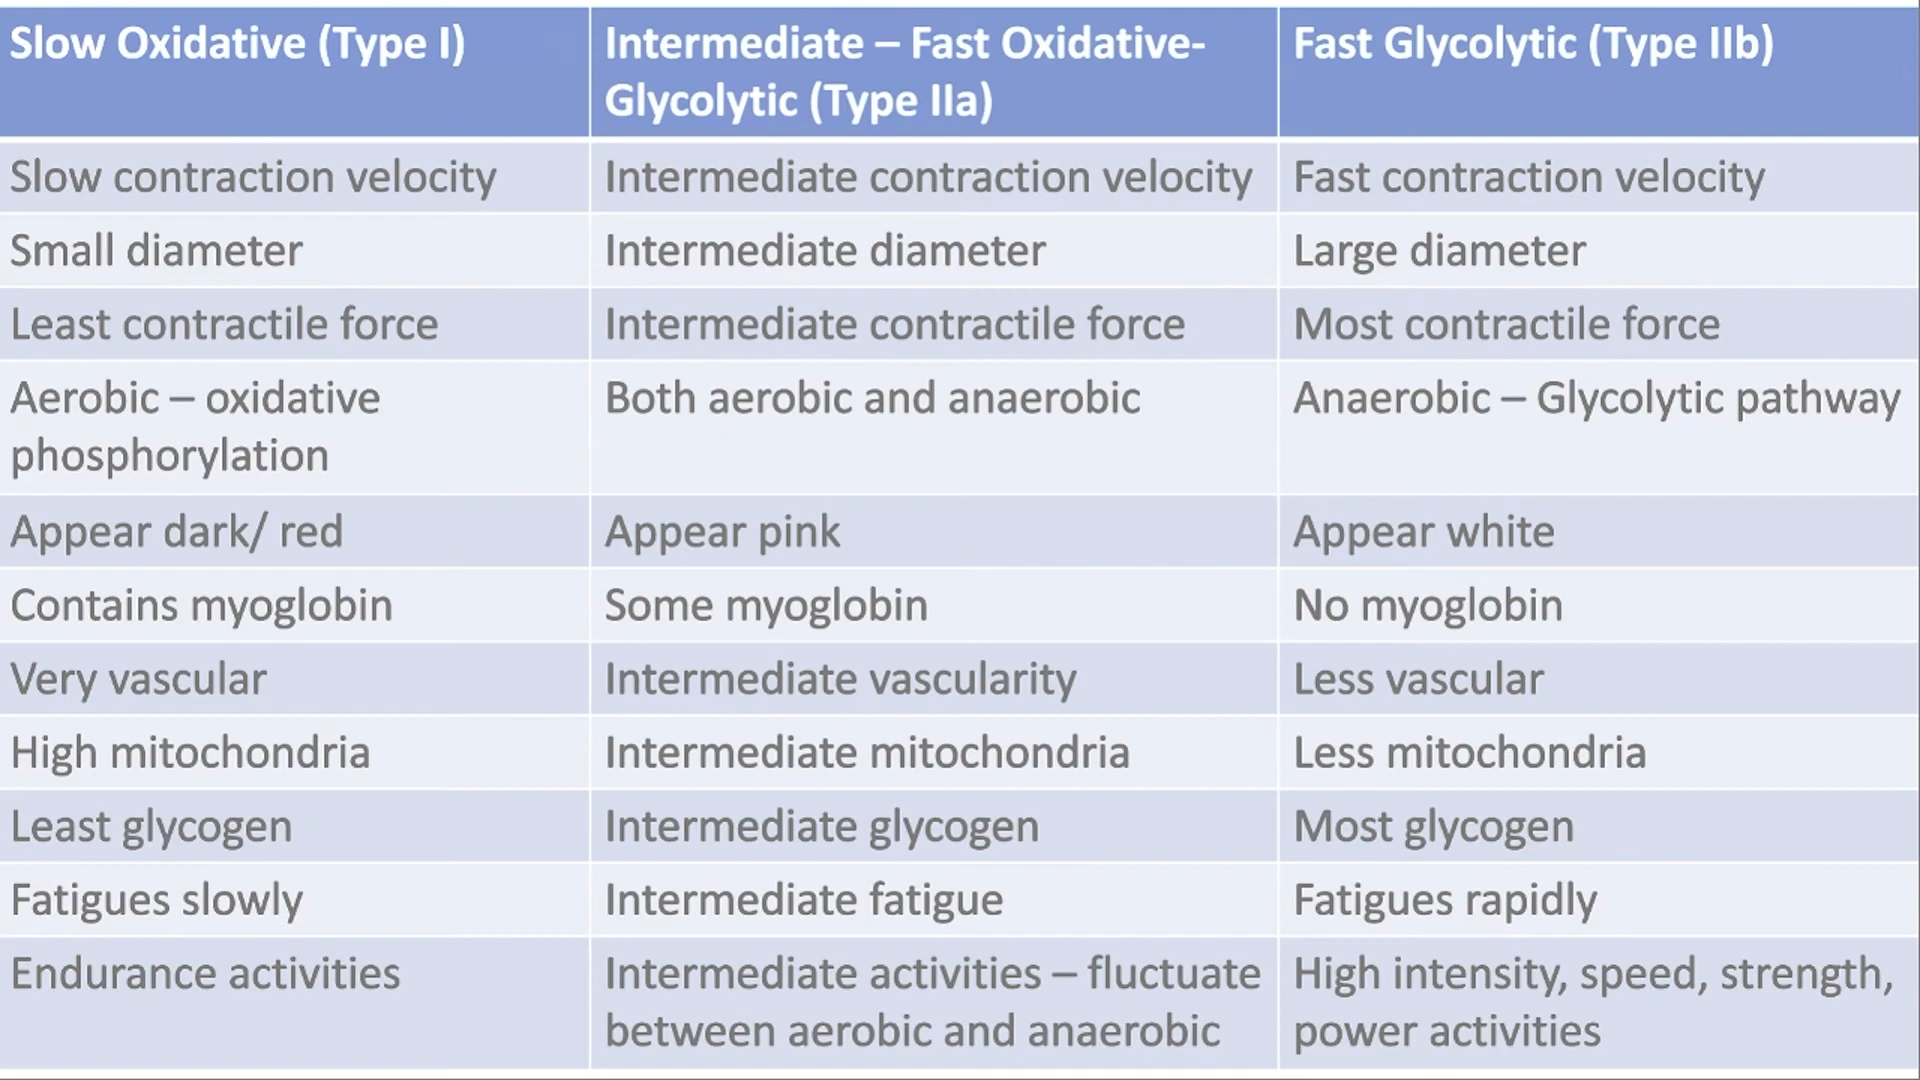 Slow Oxidative (Type I)
Intermediate – Fast Oxidative-
Glycolytic (Type IIa)
Fast Glycolytic (Type IIb)
Slow contraction velocity
Intermediate contraction velocity
Fast contraction velocity
Small diameter
Intermediate diameter
Large diameter
Least contractile force
Intermediate contractile force
Most contractile force
Aerobic – oxidative
phosphorylation
Both aerobic and anaerobic
Anaerobic – Glycolytic pathway
Appear dark/ red
Appear pink
Appear white
Contains myoglobin
Some myoglobin
No myoglobin
Very vascular
Intermediate vascularity
Less vascular
High mitochondria
Intermediate mitochondria
Less mitochondria
Least glycogen
Intermediate glycogen
Most glycogen
Fatigues slowly
Intermediate fatigue
Fatigues rapidly
Endurance activities
Intermediate activities – fluctuate
between aerobic and anaerobic
High intensity, speed, strength,
power activities